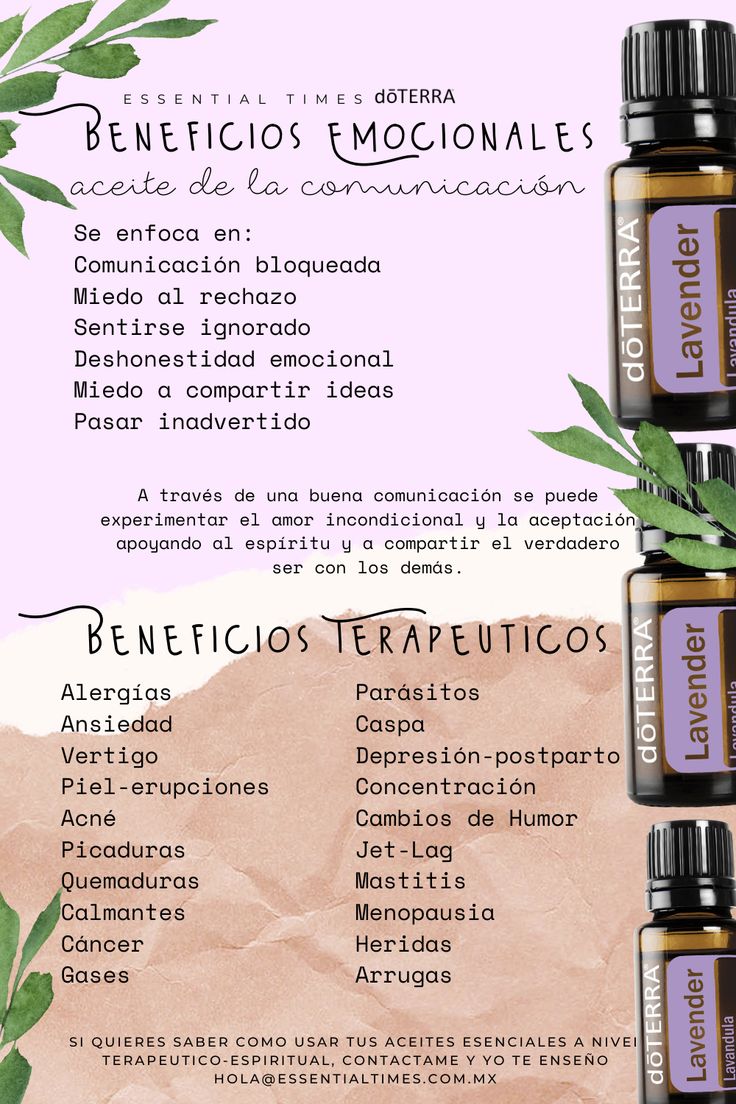 ESSENTIAL TIMES dōTERRA
BENEFICIOS EMOCIONALES
aceite de la comunicación
Se enfoca en:
Comunicación bloqueada
Miedo al rechazo
Sentirse ignorado
Deshonestidad emocional
Miedo a compartir ideas
Pasar inadvertido
A través de una buena comunicación se puede
experimentar el amor incondicional y la aceptación
apoyando al espíritu y a compartir el verdadero
ser con los demás.
BENEFICIOS TERAPEUTICOS
Alergías
Ansiedad
Vertigo
Piel-erupciones
Acné
Picaduras
Quemaduras
Calmantes
Cáncer
Gases
Parásitos
Caspa
Depresión-postparto
Concentración
Cambios de Humor
Jet-Lag
Mastitis
Menopausia
Heridas
Arrugas
SI QUIERES SABER COMO USAR TUS ACEITES ESENCIALES A NIVEL
TERAPEUTICO-ESPIRITUAL, CONTACTAME Y YO TE ENSEÑO
HOLA@ESSENTIALTIMES.COM.MX
dōTERRA®
Lavender
Lavandula
dōTERRA®
Lavender
Lavandula
dōTERRA®
Lavender
Lavandula